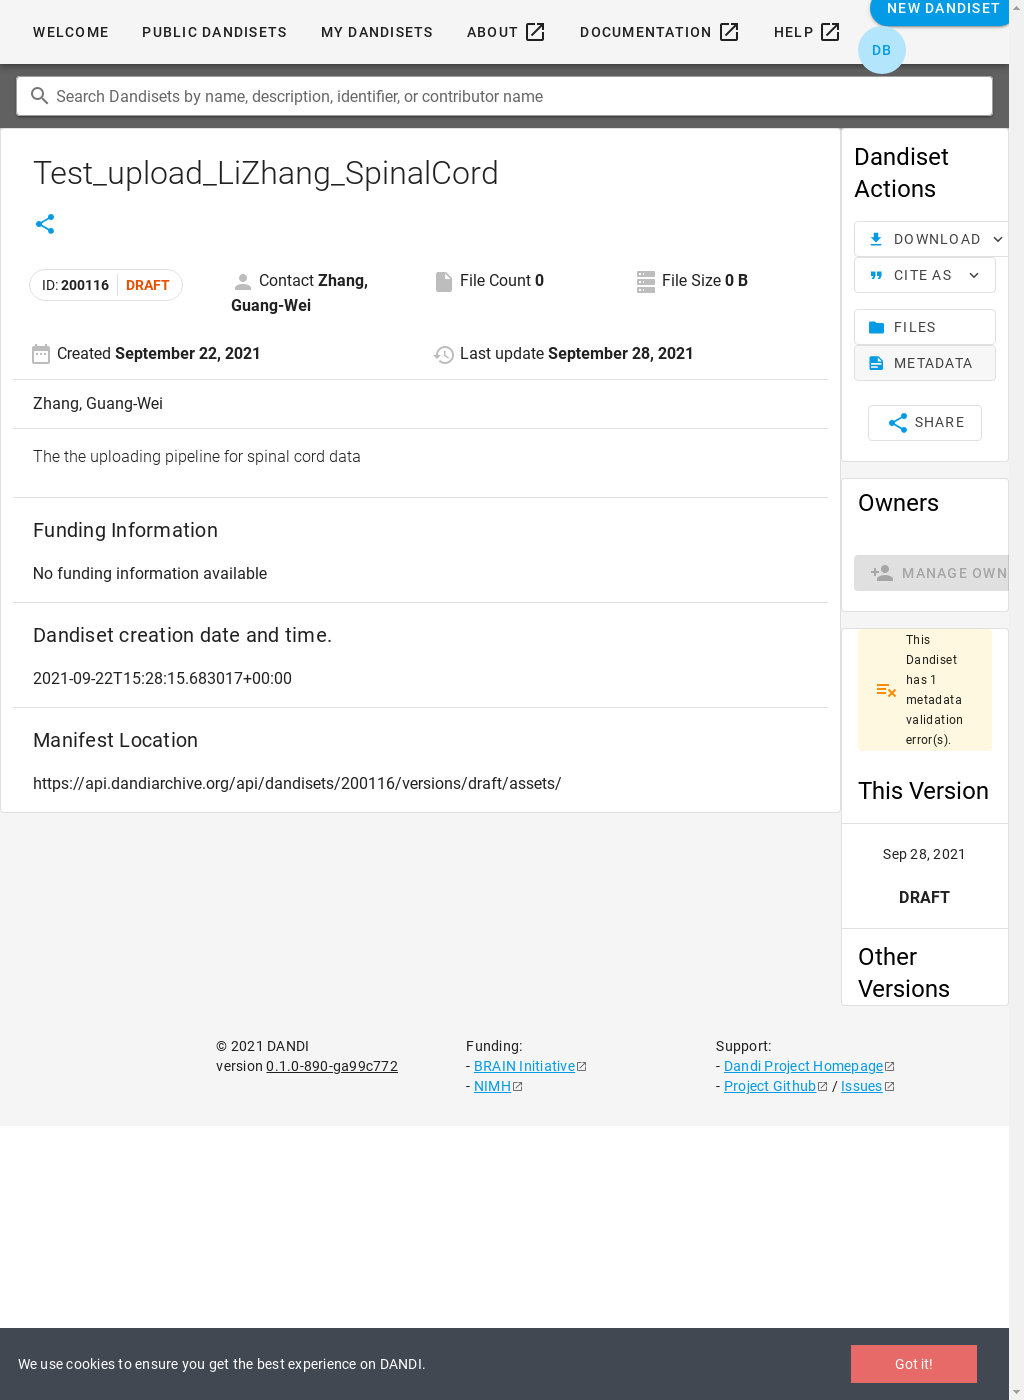 WELCOME
PUBLIC DANDISETS
MY DANDISETS
ABOUT
DOCUMENTATION
HELP
NEW DANDISET
DB
Search Dandisets by name, description, identifier, or contributor name
Test_upload_LiZhang_SpinalCord
ID: 200116 DRAFT
Contact Zhang,
Guang-Wei
File Count 0
File Size 0 B
Created September 22, 2021
Last update September 28, 2021
Zhang, Guang-Wei
The the uploading pipeline for spinal cord data
Funding Information
No funding information available
Dandiset creation date and time.
2021-09-22T15:28:15.683017+00:00
Manifest Location
https://api.dandiarchive.org/api/dandisets/200116/versions/draft/assets/
Dandiset
Actions
DOWNLOAD
CITE AS
FILES
METADATA
SHARE
Owners
MANAGE OWN
This
Dandiset
has 1
metadata
validation
error(s).
This Version
Sep 28, 2021
DRAFT
Other
Versions
© 2021 DANDI
version 0.1.0-890-ga99c772
Funding:
- BRAIN Initiative
- NIMH
Support:
- Dandi Project Homepage
- Project Github / Issues
We use cookies to ensure you get the best experience on DANDI.
Got it!